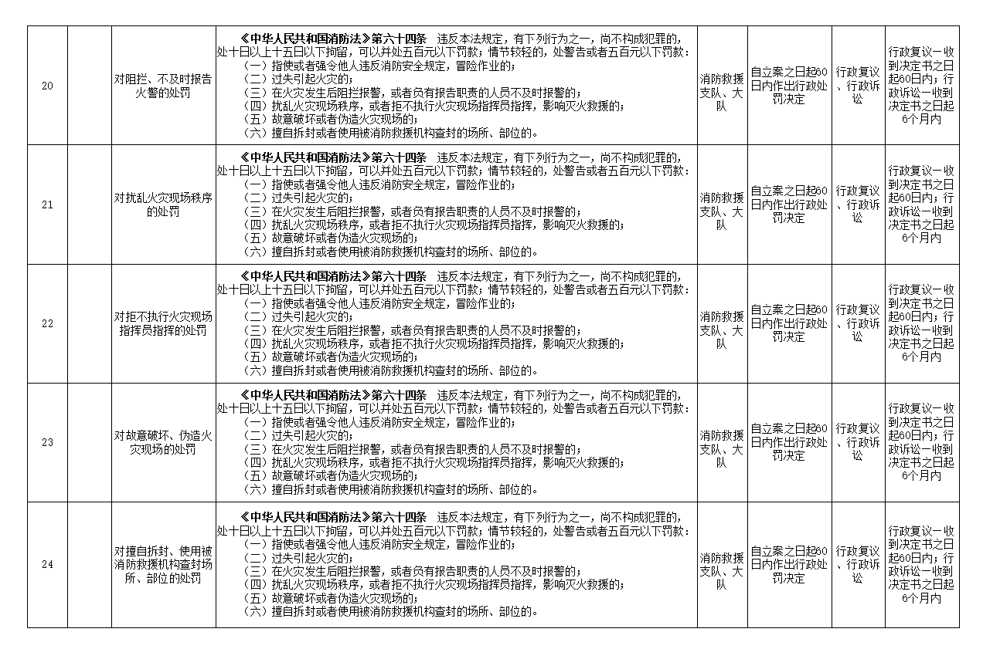 20
对阻拦、不及时报告
火警的处罚
《中华人民共和国消防法》第六十四条 违反本法规定，有下列行为之一，尚不构成犯罪的，
处十日以上十五日以下拘留，可以并处五百元以下罚款；情节较轻的，处警告或者五百元以下罚款：
（一）指使或者强令他人违反消防安全规定，冒险作业的；
（二）过失引起火灾的；
（三）在火灾发生后阻拦报警，或者负有报告职责的人员不及时报警的；
（四）扰乱火灾现场秩序，或者拒不执行火灾现场指挥员指挥，影响灭火救援的；
（五）故意破坏或者伪造火灾现场的；
（六）擅自拆封或者使用被消防救援机构查封的场所、部位的。
消防救援
支队、大
队
自立案之日起60
日内作出行政处
罚决定
行政复议
、行政诉
讼
行政复议一收
到决定书之日
起60日内；行
政诉讼一收到
决定书之日起
6个月内
21
对扰乱火灾现场秩序
的处罚
《中华人民共和国消防法》第六十四条 违反本法规定，有下列行为之一，尚不构成犯罪的，
处十日以上十五日以下拘留，可以并处五百元以下罚款；情节较轻的，处警告或者五百元以下罚款：
（一）指使或者强令他人违反消防安全规定，冒险作业的；
（二）过失引起火灾的；
（三）在火灾发生后阻拦报警，或者负有报告职责的人员不及时报警的；
（四）扰乱火灾现场秩序，或者拒不执行火灾现场指挥员指挥，影响灭火救援的；
（五）故意破坏或者伪造火灾现场的；
（六）擅自拆封或者使用被消防救援机构查封的场所、部位的。
消防救援
支队、大
队
自立案之日起60
日内作出行政处
罚决定
行政复议
、行政诉
讼
行政复议一收
到决定书之日
起60日内；行
政诉讼一收到
决定书之日起
6个月内
22
对拒不执行火灾现场
指挥员指挥的处罚
《中华人民共和国消防法》第六十四条 违反本法规定，有下列行为之一，尚不构成犯罪的，
处十日以上十五日以下拘留，可以并处五百元以下罚款；情节较轻的，处警告或者五百元以下罚款：
（一）指使或者强令他人违反消防安全规定，冒险作业的；
（二）过失引起火灾的；
（三）在火灾发生后阻拦报警，或者负有报告职责的人员不及时报警的；
（四）扰乱火灾现场秩序，或者拒不执行火灾现场指挥员指挥，影响灭火救援的；
（五）故意破坏或者伪造火灾现场的；
（六）擅自拆封或者使用被消防救援机构查封的场所、部位的。
消防救援
支队、大
队
自立案之日起60
日内作出行政处
罚决定
行政复议
、行政诉
讼
行政复议一收
到决定书之日
起60日内；行
政诉讼一收到
决定书之日起
6个月内
23
对故意破坏、伪造火
灾现场的处罚
《中华人民共和国消防法》第六十四条 违反本法规定，有下列行为之一，尚不构成犯罪的，
处十日以上十五日以下拘留，可以并处五百元以下罚款；情节较轻的，处警告或者五百元以下罚款：
（一）指使或者强令他人违反消防安全规定，冒险作业的；
（二）过失引起火灾的；
（三）在火灾发生后阻拦报警，或者负有报告职责的人员不及时报警的；
（四）扰乱火灾现场秩序，或者拒不执行火灾现场指挥员指挥，影响灭火救援的；
（五）故意破坏或者伪造火灾现场的；
（六）擅自拆封或者使用被消防救援机构查封的场所、部位的。
消防救援
支队、大
队
自立案之日起60
日内作出行政处
罚决定
行政复议
、行政诉
讼
行政复议一收
到决定书之日
起60日内；行
政诉讼一收到
决定书之日起
6个月内
24
对擅自拆封、使用被
消防救援机构查封场
所、部位的处罚
《中华人民共和国消防法》第六十四条 违反本法规定，有下列行为之一，尚不构成犯罪的，
处十日以上十五日以下拘留，可以并处五百元以下罚款；情节较轻的，处警告或者五百元以下罚款：
（一）指使或者强令他人违反消防安全规定，冒险作业的；
（二）过失引起火灾的；
（三）在火灾发生后阻拦报警，或者负有报告职责的人员不及时报警的；
（四）扰乱火灾现场秩序，或者拒不执行火灾现场指挥员指挥，影响灭火救援的；
（五）故意破坏或者伪造火灾现场的；
（六）擅自拆封或者使用被消防救援机构查封的场所、部位的。
消防救援
支队、大
队
自立案之日起60
日内作出行政处
罚决定
行政复议
、行政诉
讼
行政复议一收
到决定书之日
起60日内；行
政诉讼一收到
决定书之日起
6个月内